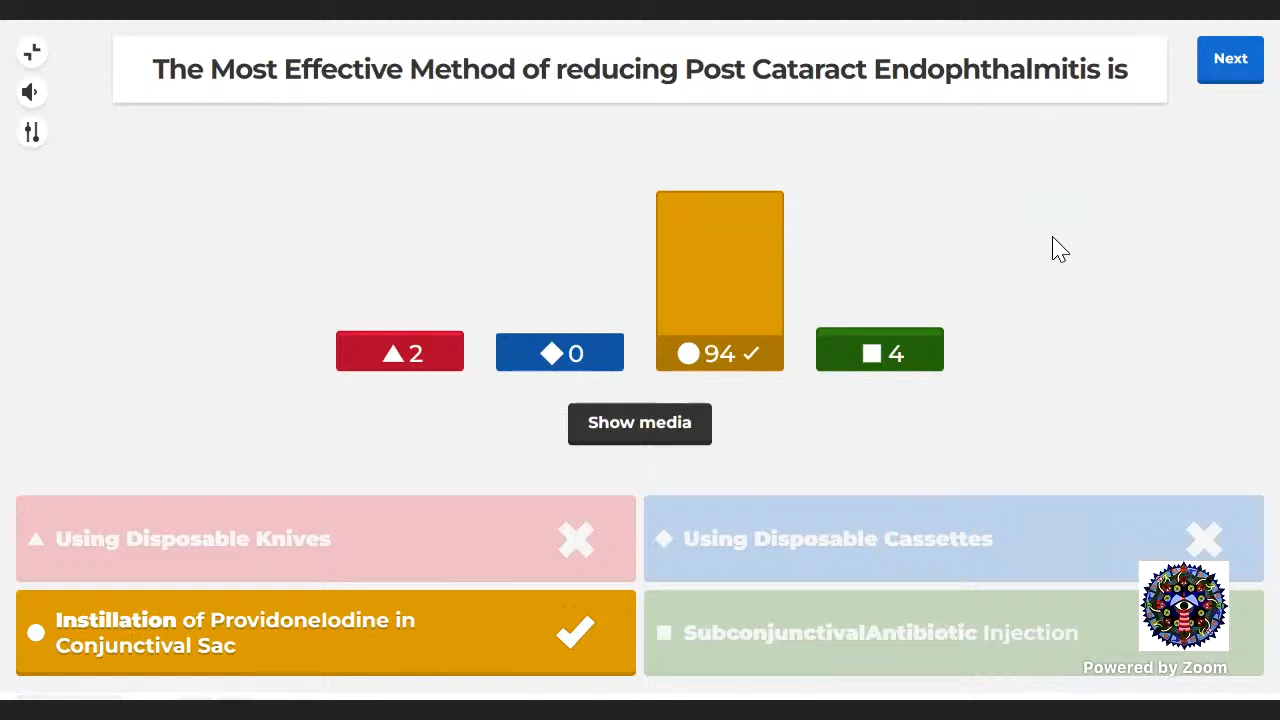 The Most Effective Method of reducing Post Cataract Endophthalmitis is
Next
2
0
94
4
Show media
Using Disposable Knives
Using Disposable Cassettes
Instillation of ProvidoneIodine in
Conjunctival Sac
SubconjunctivalAntibiotic Injection
Powered by Zoom